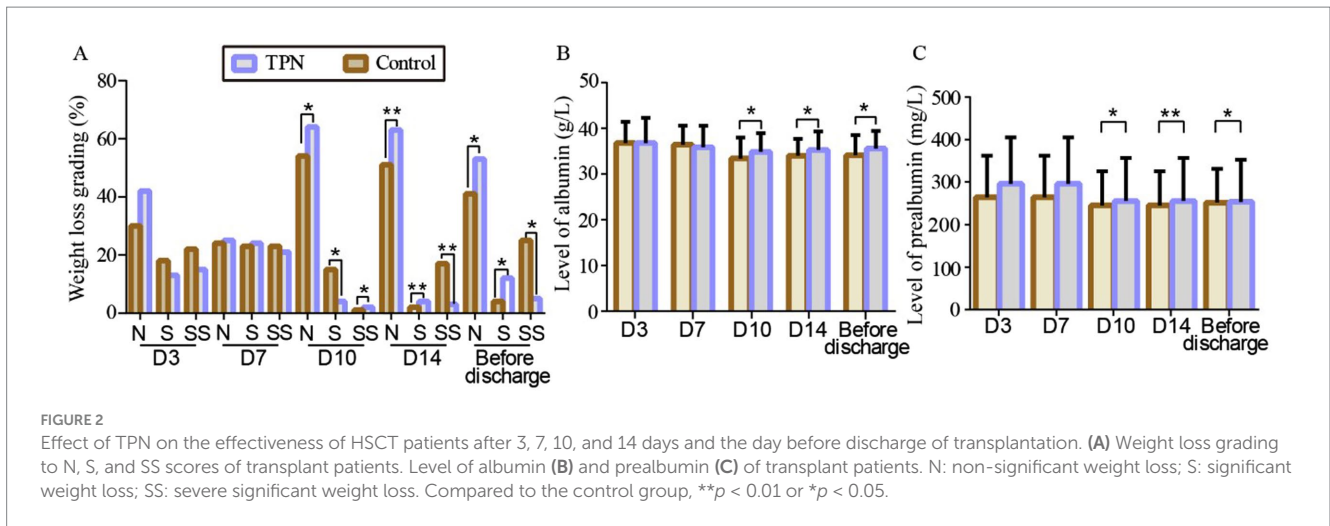 A
TPN
Control
Weight loss grading (%)
80
60
40
20
0
* ** * * * ** ** * *
N S SS N S SS N S SS N S SS N S SS
D3 D7 D10 D14 Before
discharge
B
Level of albumin (g/L)
50
40
30
20
10
0
* * *
D3 D7 D10 D14 Before
discharge
C
Level of prealbumin (mg/L)
500
400
300
200
100
0
* ** *
D3 D7 D10 D14 Before
discharge
FIGURE 2
Effect of TPN on the effectiveness of HSCT patients after 3, 7, 10, and 14 days and the day before discharge of transplantation. (A) Weight loss grading
to N, S, and SS scores of transplant patients. Level of albumin (B) and prealbumin (C) of transplant patients. N: non-significant weight loss; S: significant
weight loss; SS: severe significant weight loss. Compared to the control group, **p < 0.01 or *p < 0.05.